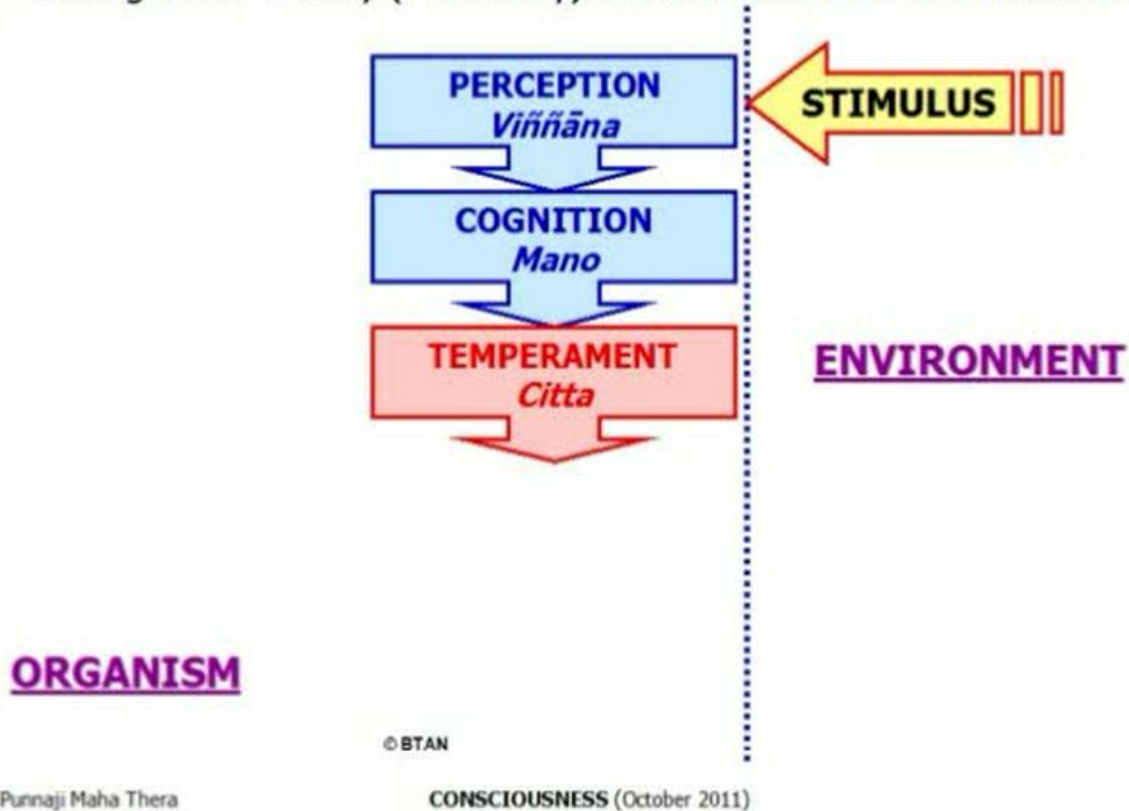 PERCEPTION
Viññāna
STIMULUS
COGNITION
Mano
TEMPERAMENT
Citta
ENVIRONMENT
ORGANISM
© BTAN
Punnaji Maha Thera
CONSCIOUSNESS (October 2011)